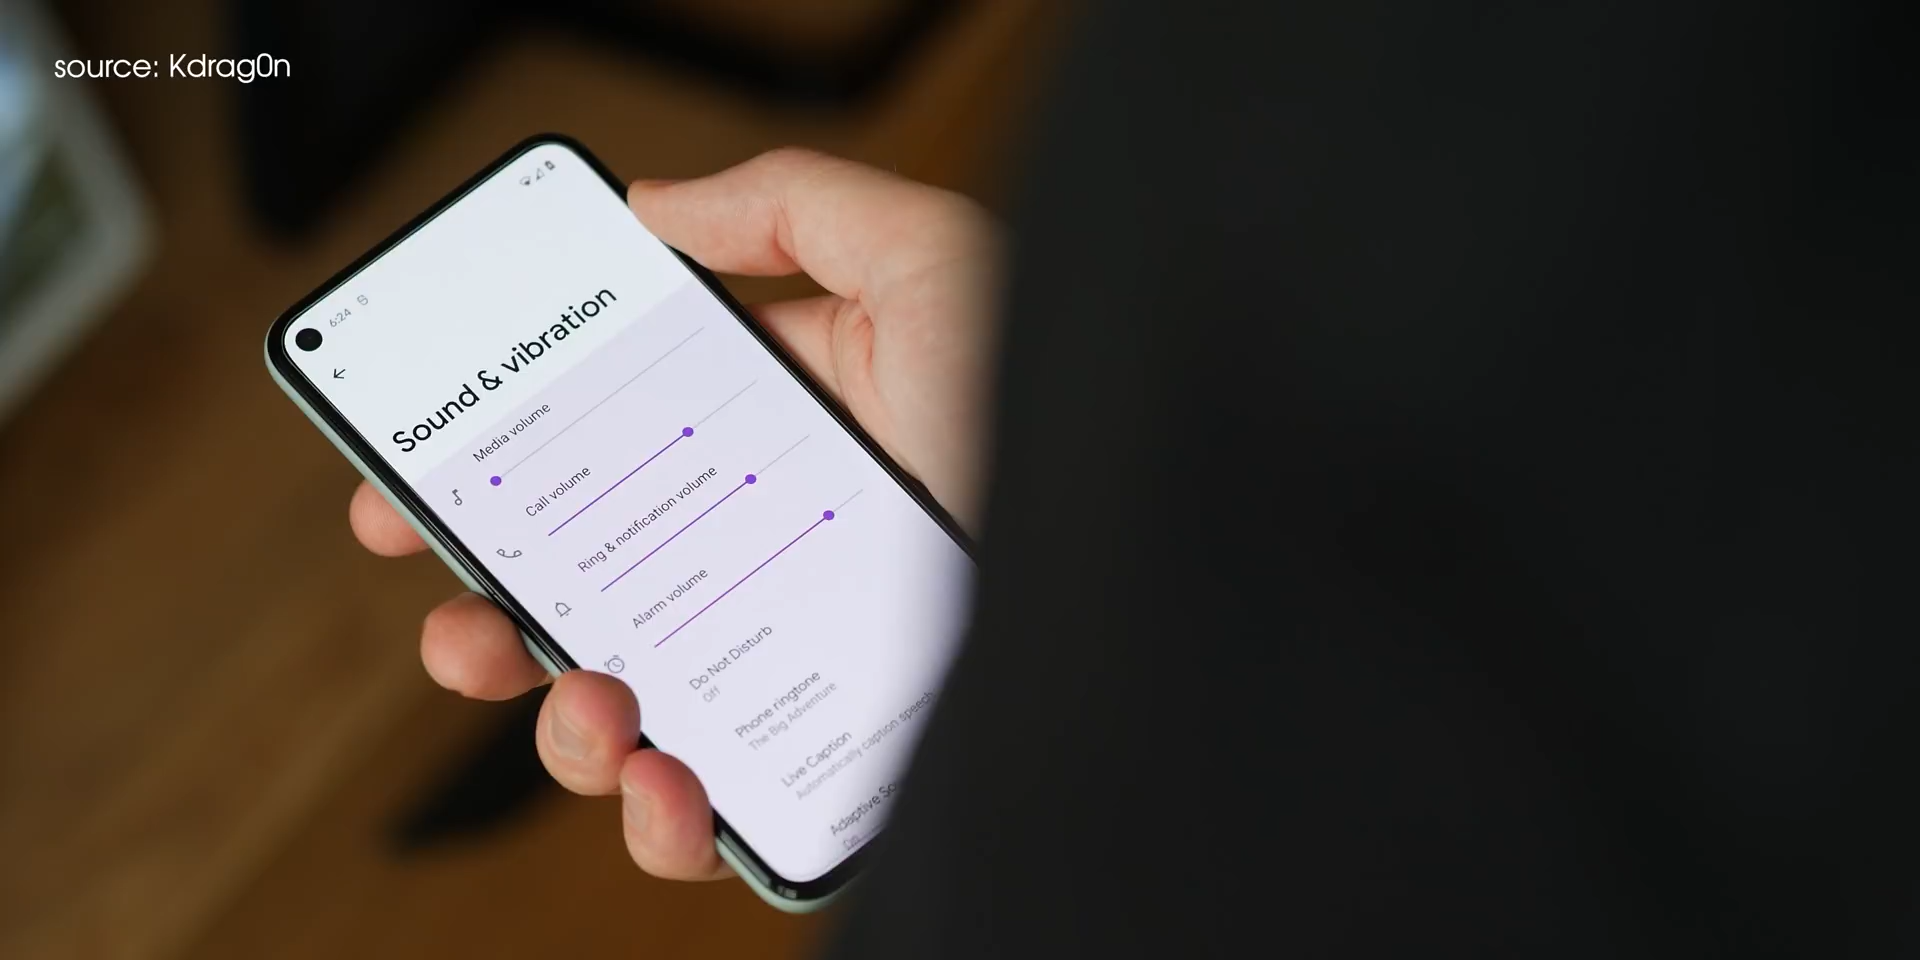 source: Kdrag0n
6:24
Sound & vibration
Media volume
Call volume
Ring & notification volume
Alarm volume
Do Not Disturb
Off
Phone ringtone
The Big Adventure
Live Caption
Automatically caption speech
Adaptive